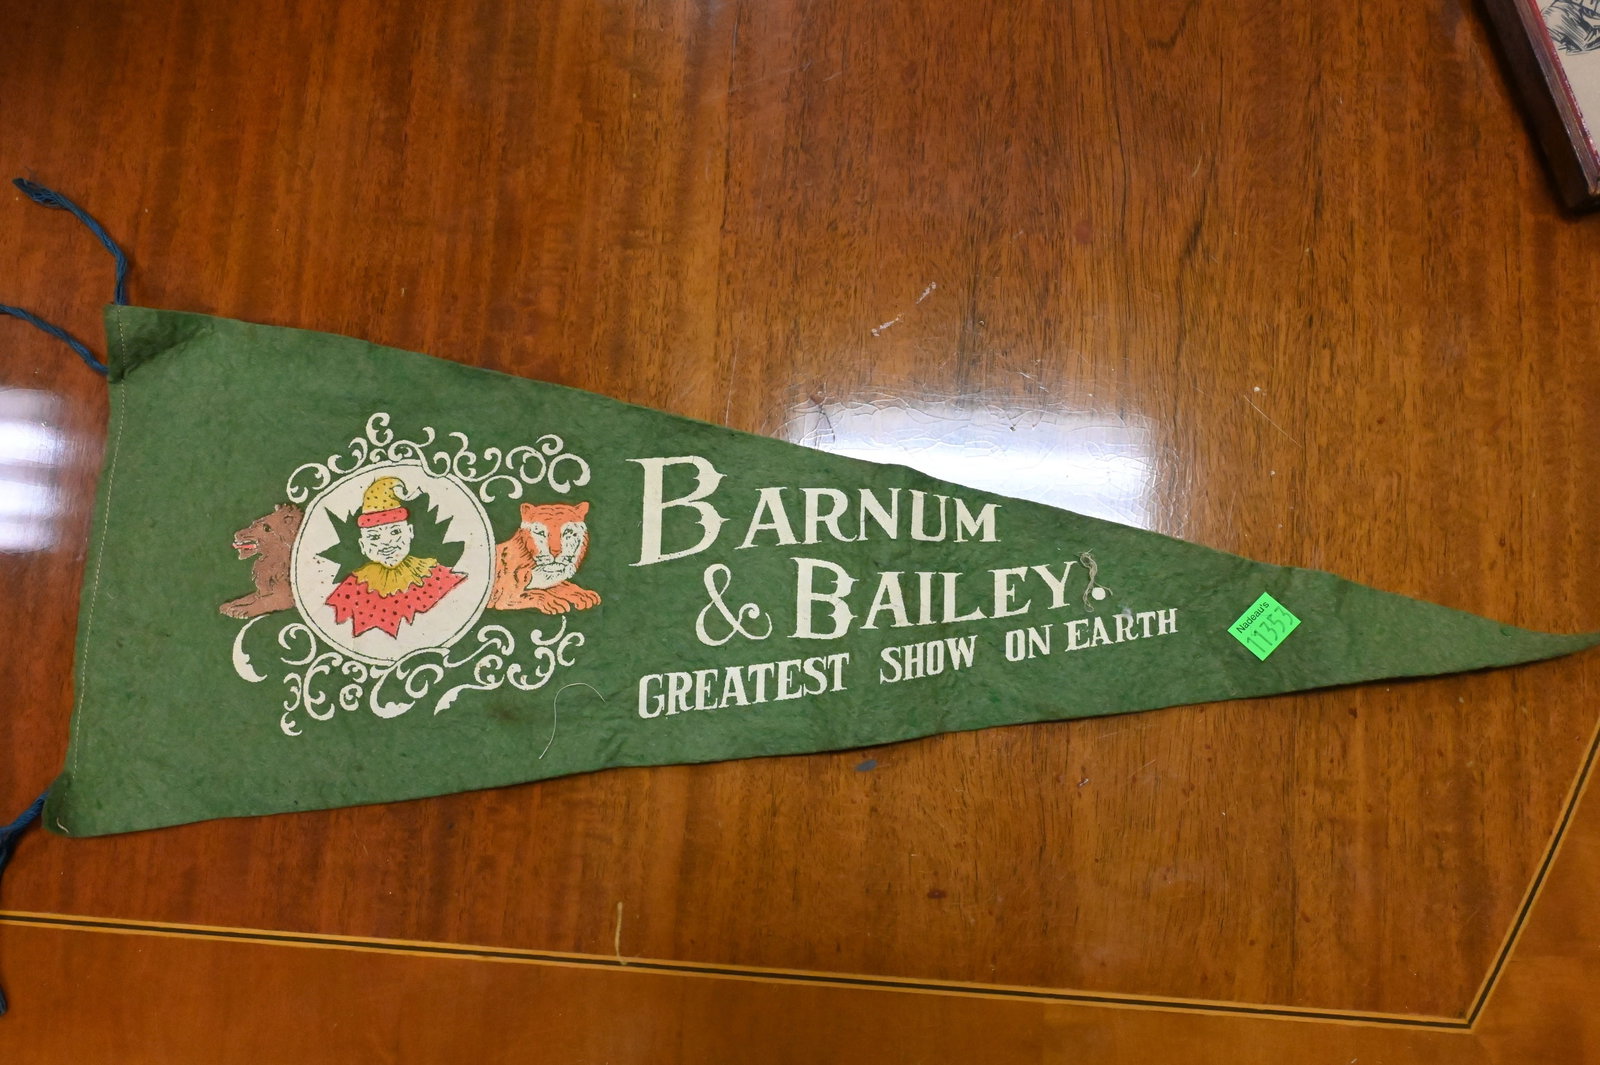 BARNUM
& BAILEY.
GREATEST SHOW ON EARTH
Nadeau's
11353